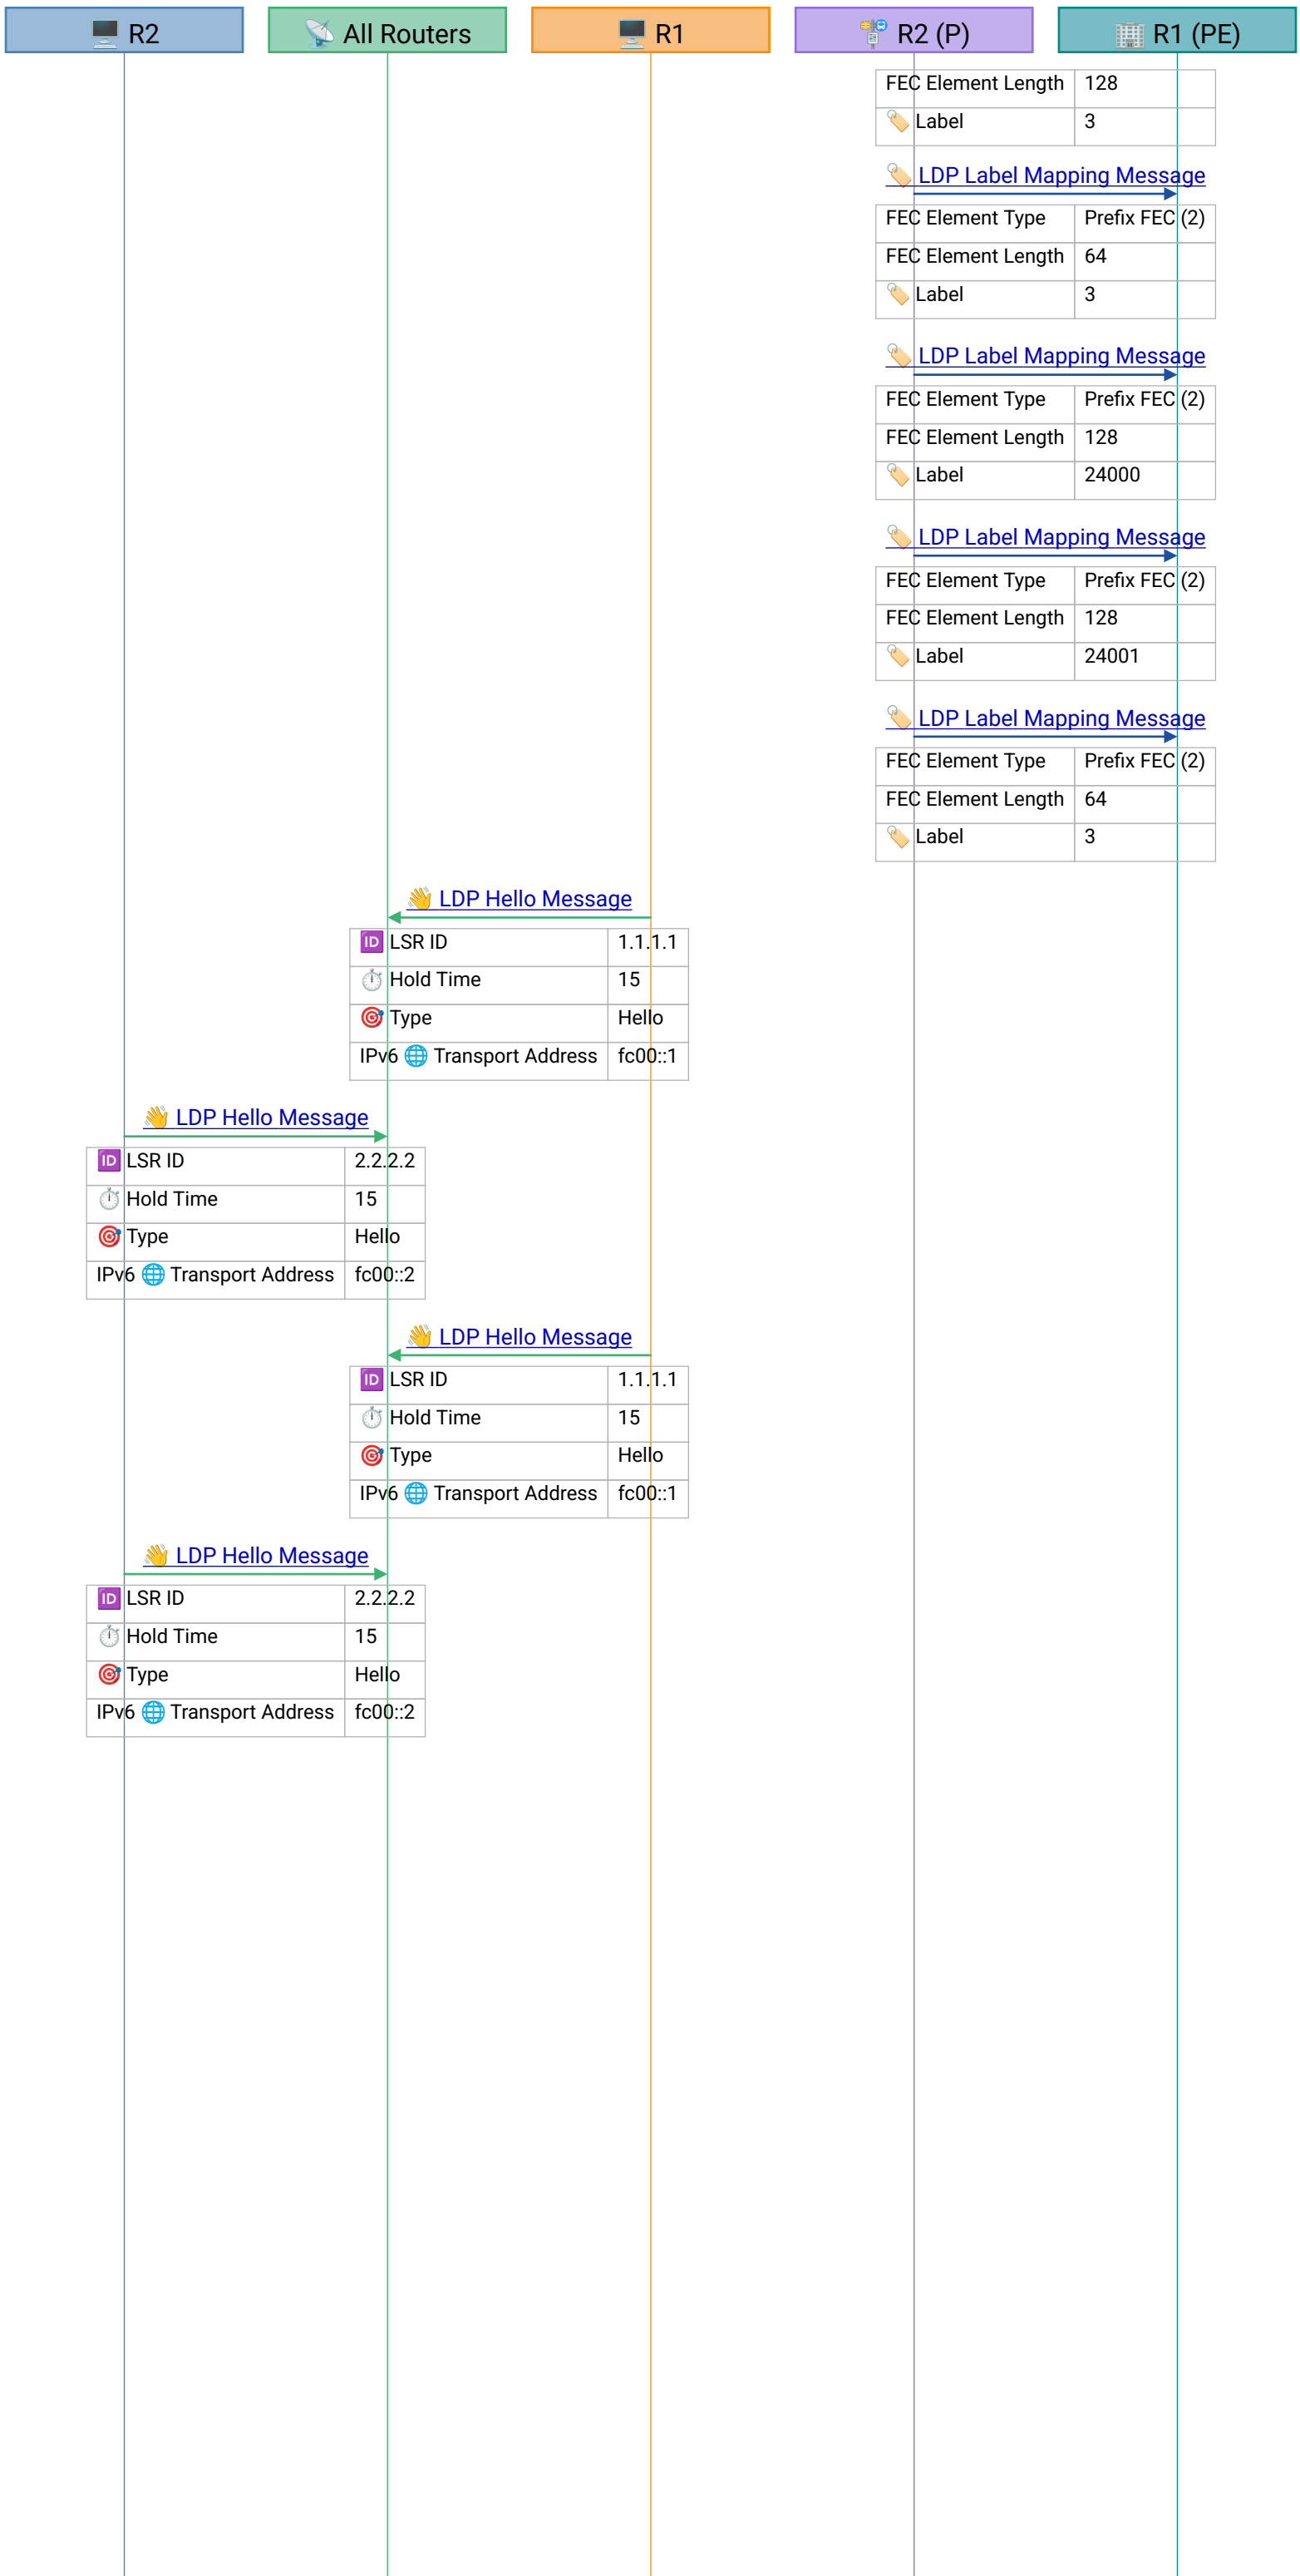 R2
All Routers
R1
R2 (P)
R1 (PE)
FEC Element Length 128
Label 3
LDP Label Mapping Message
FEC Element Type Prefix FEC (2)
FEC Element Length 64
Label 3
LDP Label Mapping Message
FEC Element Type Prefix FEC (2)
FEC Element Length 128
Label 24000
LDP Label Mapping Message
FEC Element Type Prefix FEC (2)
FEC Element Length 128
Label 24001
LDP Label Mapping Message
FEC Element Type Prefix FEC (2)
FEC Element Length 64
Label 3
LDP Hello Message
🆔 LSR ID 1.1.1.1
Hold Time 15
Type Hello
IPv6 🌐 Transport Address fc00::1
LDP Hello Message
🆔 LSR ID 2.2.2.2
Hold Time 15
Type Hello
IPv6 🌐 Transport Address fc00::2
LDP Hello Message
🆔 LSR ID 1.1.1.1
Hold Time 15
Type Hello
IPv6 🌐 Transport Address fc00::1
LDP Hello Message
🆔 LSR ID 2.2.2.2
Hold Time 15
Type Hello
IPv6 🌐 Transport Address fc00::2